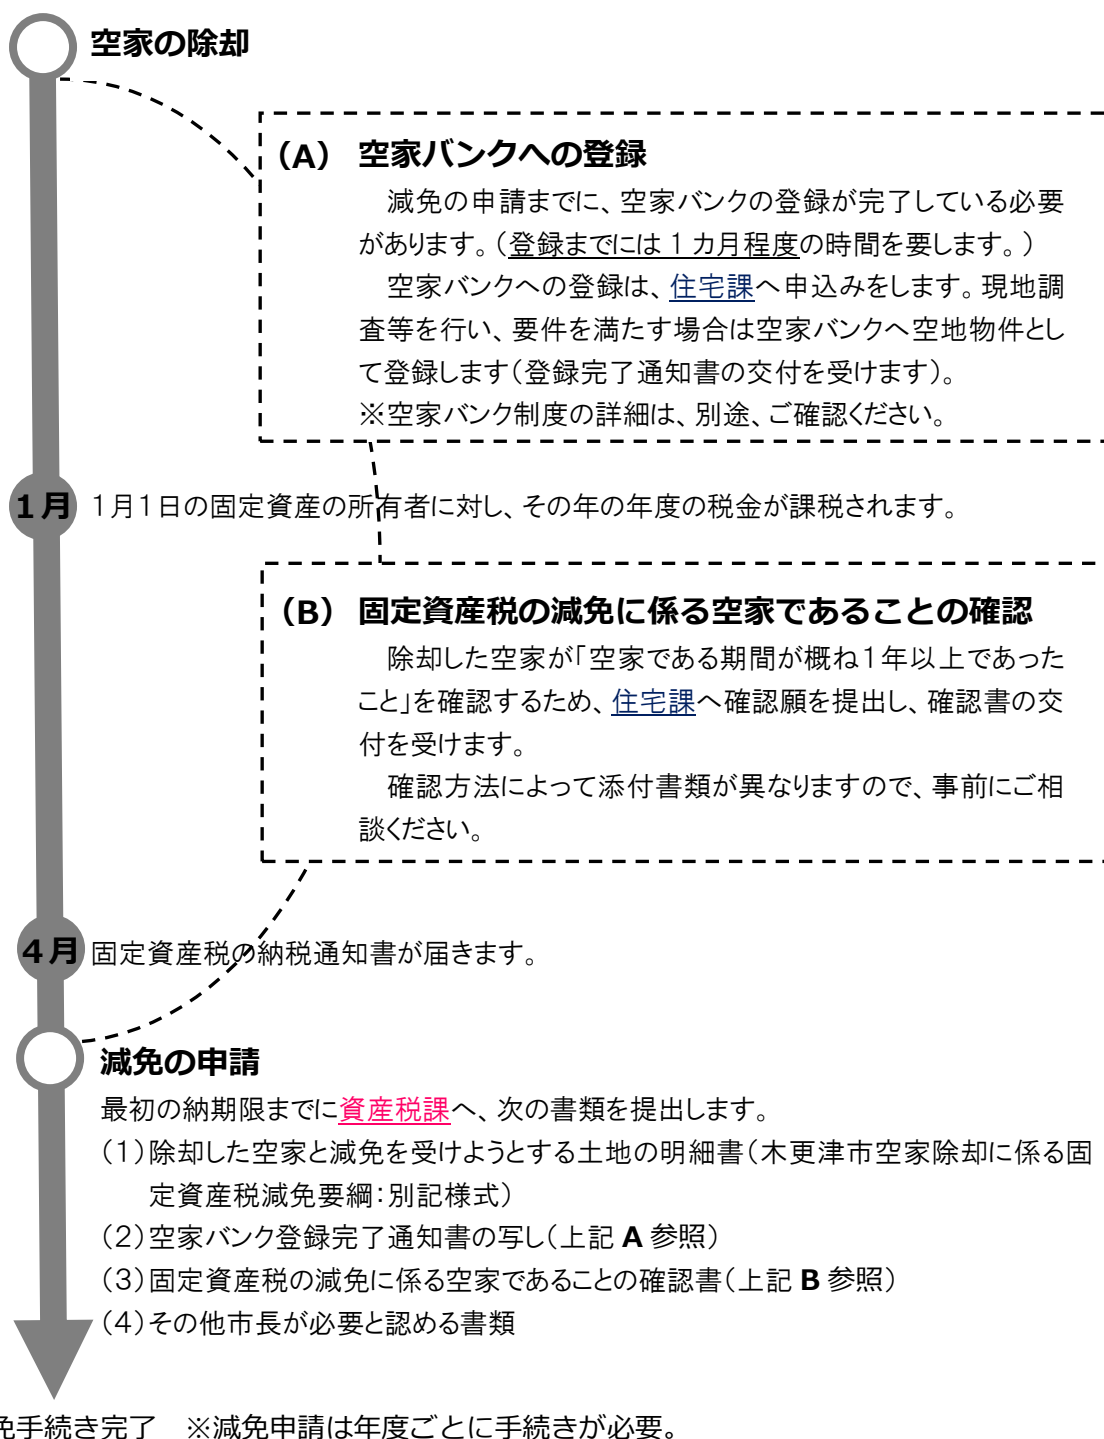 空家の除却
（A） 空家バンクへの登録
減免の申請までに、空家バンクの登録が完了している必要
があります。（登録までには 1 カ月程度の時間を要します。）
空家バンクへの登録は、住宅課へ申込みをします。現地調
査等を行い、要件を満たす場合は空家バンクへ空地物件とし
て登録します（登録完了通知書の交付を受けます）。
※空家バンク制度の詳細は、別途、ご確認ください。
１月 １月１日の固定資産の所有者に対し、その年の年度の税金が課税されます。
（B） 固定資産税の減免に係る空家であることの確認
除却した空家が「空家である期間が概ね１年以上であった
こと」を確認するため、住宅課へ確認願を提出し、確認書の交
付を受けます。
確認方法によって添付書類が異なりますので、事前にご相
談ください。
４月 固定資産税の納税通知書が届きます。
減免の申請
最初の納期限までに資産税課へ、次の書類を提出します。
（１）除却した空家と減免を受けようとする土地の明細書（木更津市空家除却に係る固
定資産税減免要綱：別記様式）
（２）空家バンク登録完了通知書の写し（上記 A 参照）
（３）固定資産税の減免に係る空家であることの確認書（上記 B 参照）
（４）その他市長が必要と認める書類
免手続き完了 ※減免申請は年度ごとに手続きが必要。